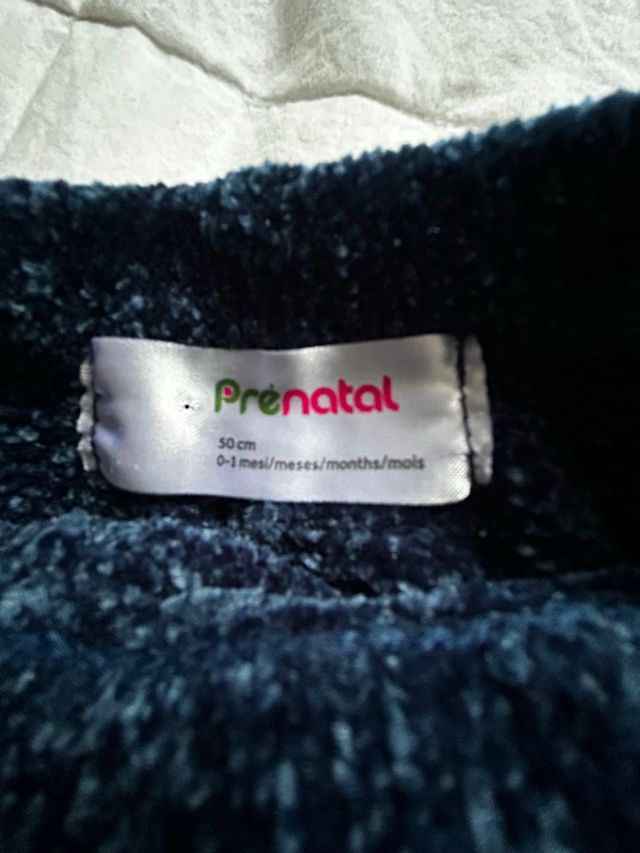 Prénatal
50 cm
0-1 mesi/meses/months/mois